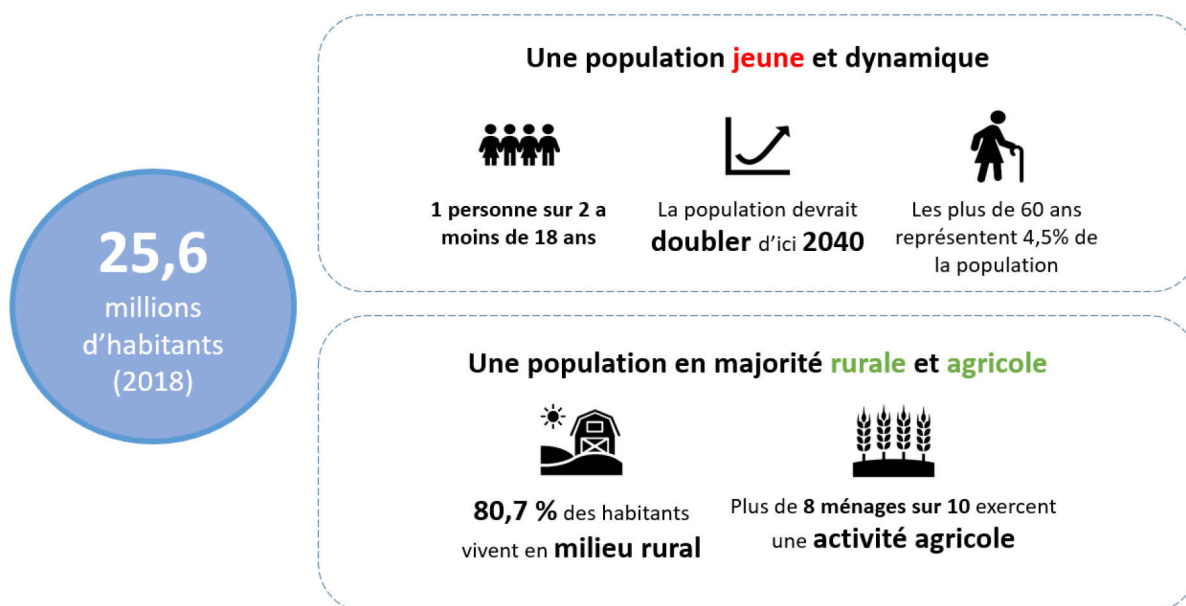 25,6
millions
d’habitants
(2018)
Une population jeune et dynamique
1 personne sur 2 a
moins de 18 ans
La population devrait
doubler d’ici 2040
Les plus de 60 ans
représentent 4,5% de
la population
Une population en majorité rurale et agricole
80,7 % des habitants
vivent en milieu rural
Plus de 8 ménages sur 10 exercent
une activité agricole